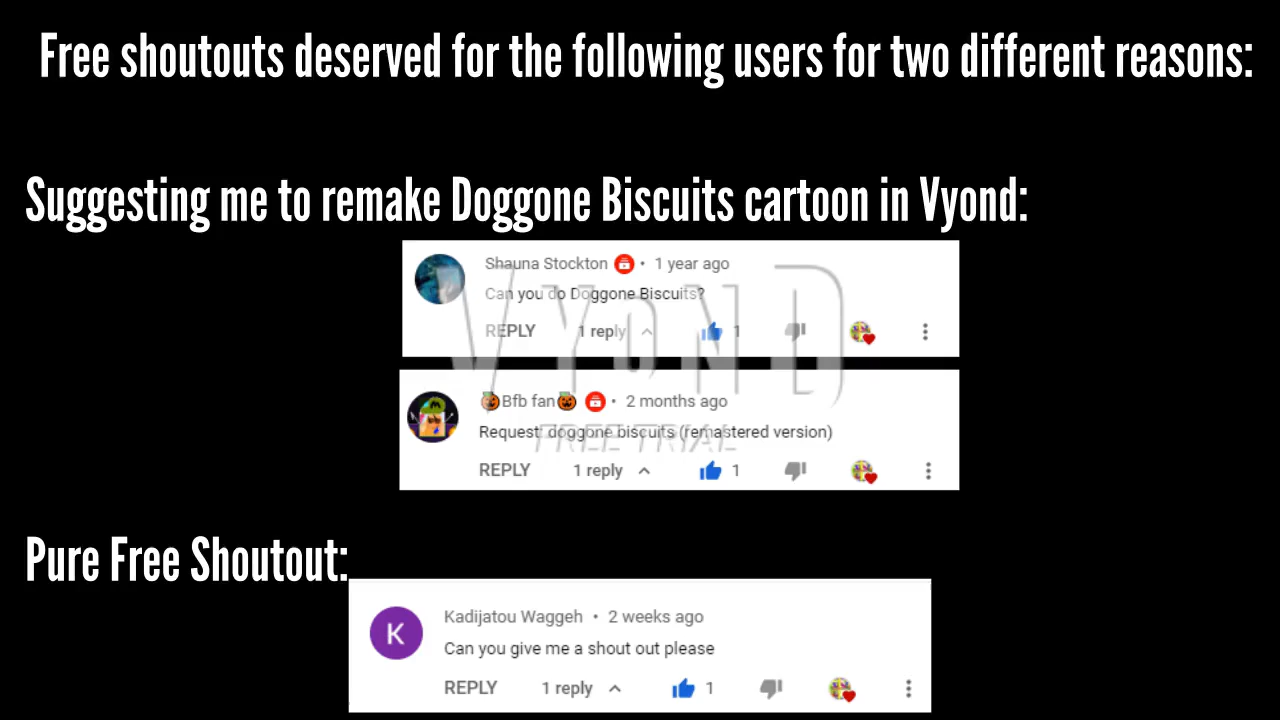 Free shoutouts deserved for the following users for two different reasons:
Suggesting me to remake Doggone Biscuits cartoon in Vyond:
Shauna Stockton • 1 year ago
Can you do Doggone Biscuits?
REPLY 1 reply 1
VYOND
FREE TRIAL
🎃Bfb fan🎃 • 2 months ago
Request: doggone biscuits (remastered version)
REPLY 1 reply 1
Pure Free Shoutout:
K
Kadijatou Waggeh • 2 weeks ago
Can you give me a shout out please
REPLY 1 reply 1